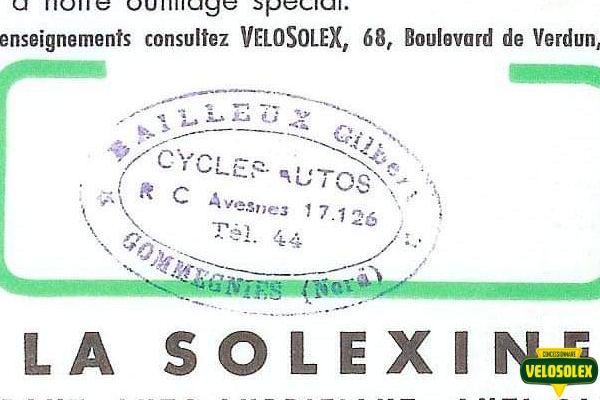 à notre outillage spécial.
enseignements consultez VELOSOLEX, 68, Boulevard de Verdun,
BAILLEUX Gilbert
CYCLES AUTOS
R C Avesnes 17.126
Tél. 44
GOMMEGNIES (Nord)
LA SOLEXINE
CONCESSIONNAIRE
VELOSOLEX